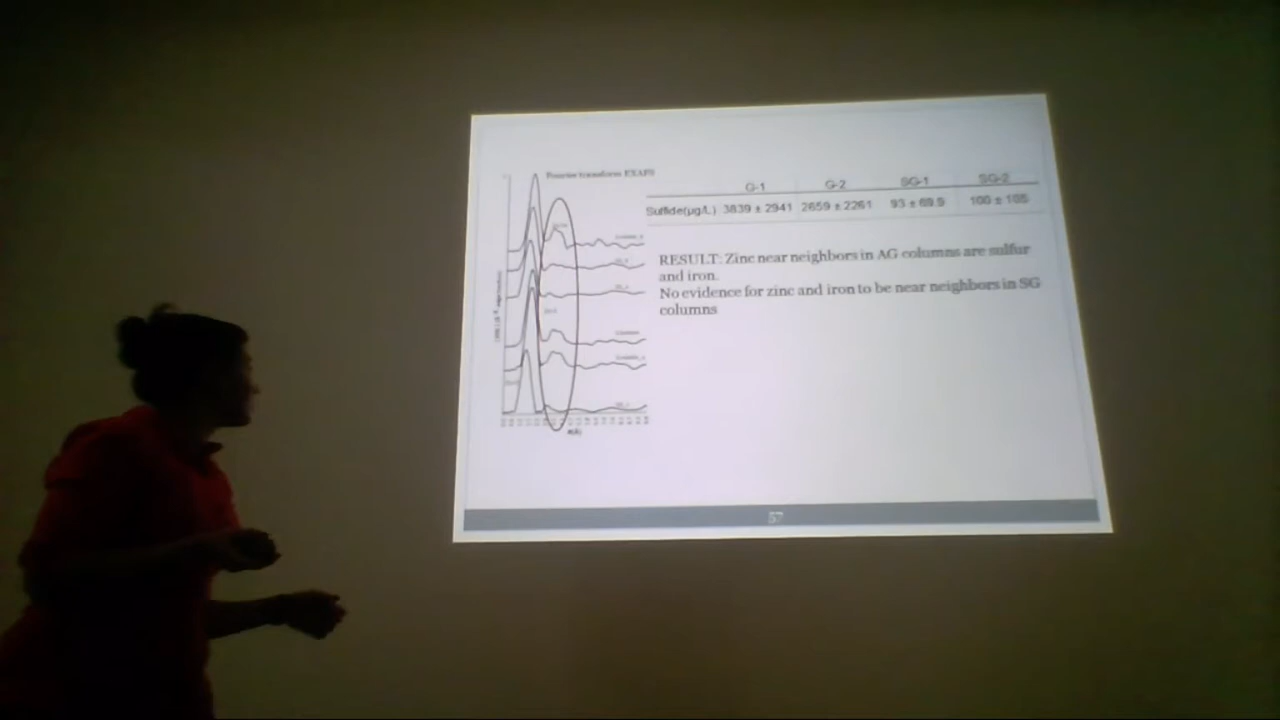 Fourier transform EXAFS
G-1 G-2 SG-1 SG-2
Sulfide(µg/L) 3839 ± 2941 2659 ± 2261 93 ± 69.5 100 ± 105
RESULT: Zinc near neighbors in AG columns are sulfur
and iron.
No evidence for zinc and iron to be near neighbors in SG
columns
R(Å)
57